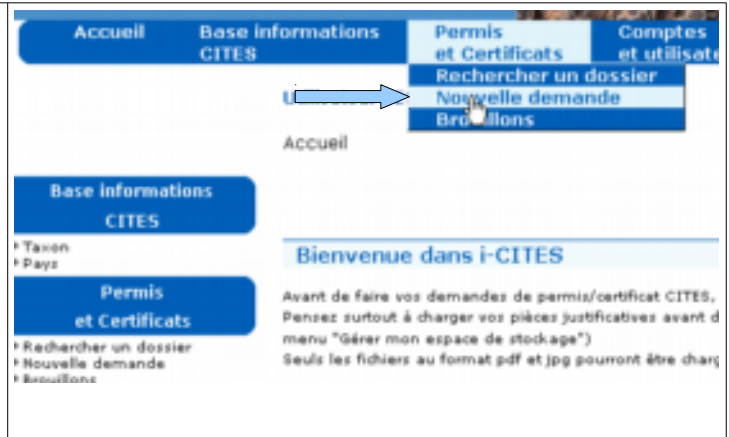 Accueil
Base informations
CITES
Permis
et Certificats
Comptes
et utilisate
Rechercher un dossier
Nouvelle demande
Brouillons
Accueil
Base informations
CITES
Taxon
Pays
Permis
et Certificats
Rechercher un dossier
Nouvelle demande
Brouillons
Bienvenue dans i-CITES
Avant de faire vos demandes de permis/certificat CITES,
Pensez surtout à charger vos pièces justificatives avant d
menu "Gérer mon espace de stockage")
Seuls les fichiers au format pdf et jpg pourront être charg